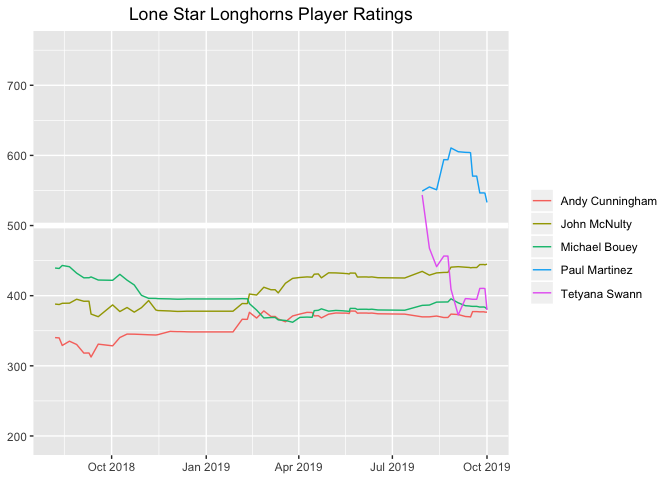 Lone Star Longhorns Player Ratings
700
600
500
400
300
200
Oct 2018
Jan 2019
Apr 2019
Jul 2019
Oct 2019
Andy Cunningham
John McNulty
Michael Bouey
Paul Martinez
Tetyana Swann